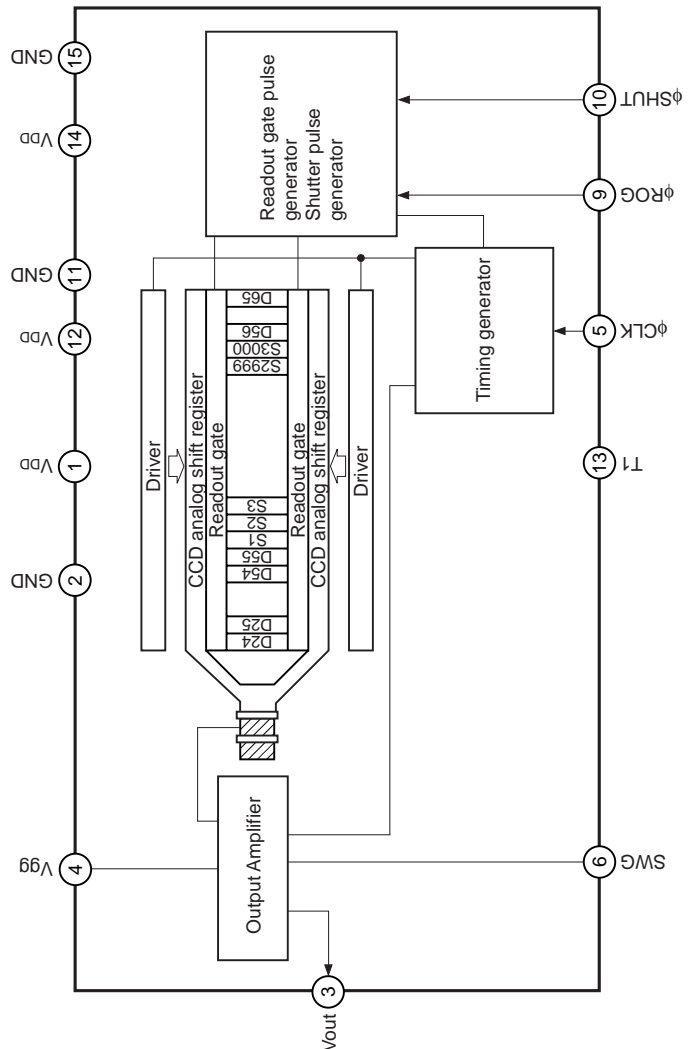 GND
15
VDD
14
GND
11
VDD
12
VDD
1
GND
2
Vgg
4
Readout gate pulse
generator
Shutter pulse
generator
Driver
CCD analog shift register
Readout gate
D24
D25
D54
D55
S1
S2
S3
S2999
S3000
D56
D65
Readout gate
CCD analog shift register
Driver
Timing generator
Output Amplifier
10
φSHUT
9
φROG
5
φCLK
13
T1
6
SWG
3
Vout